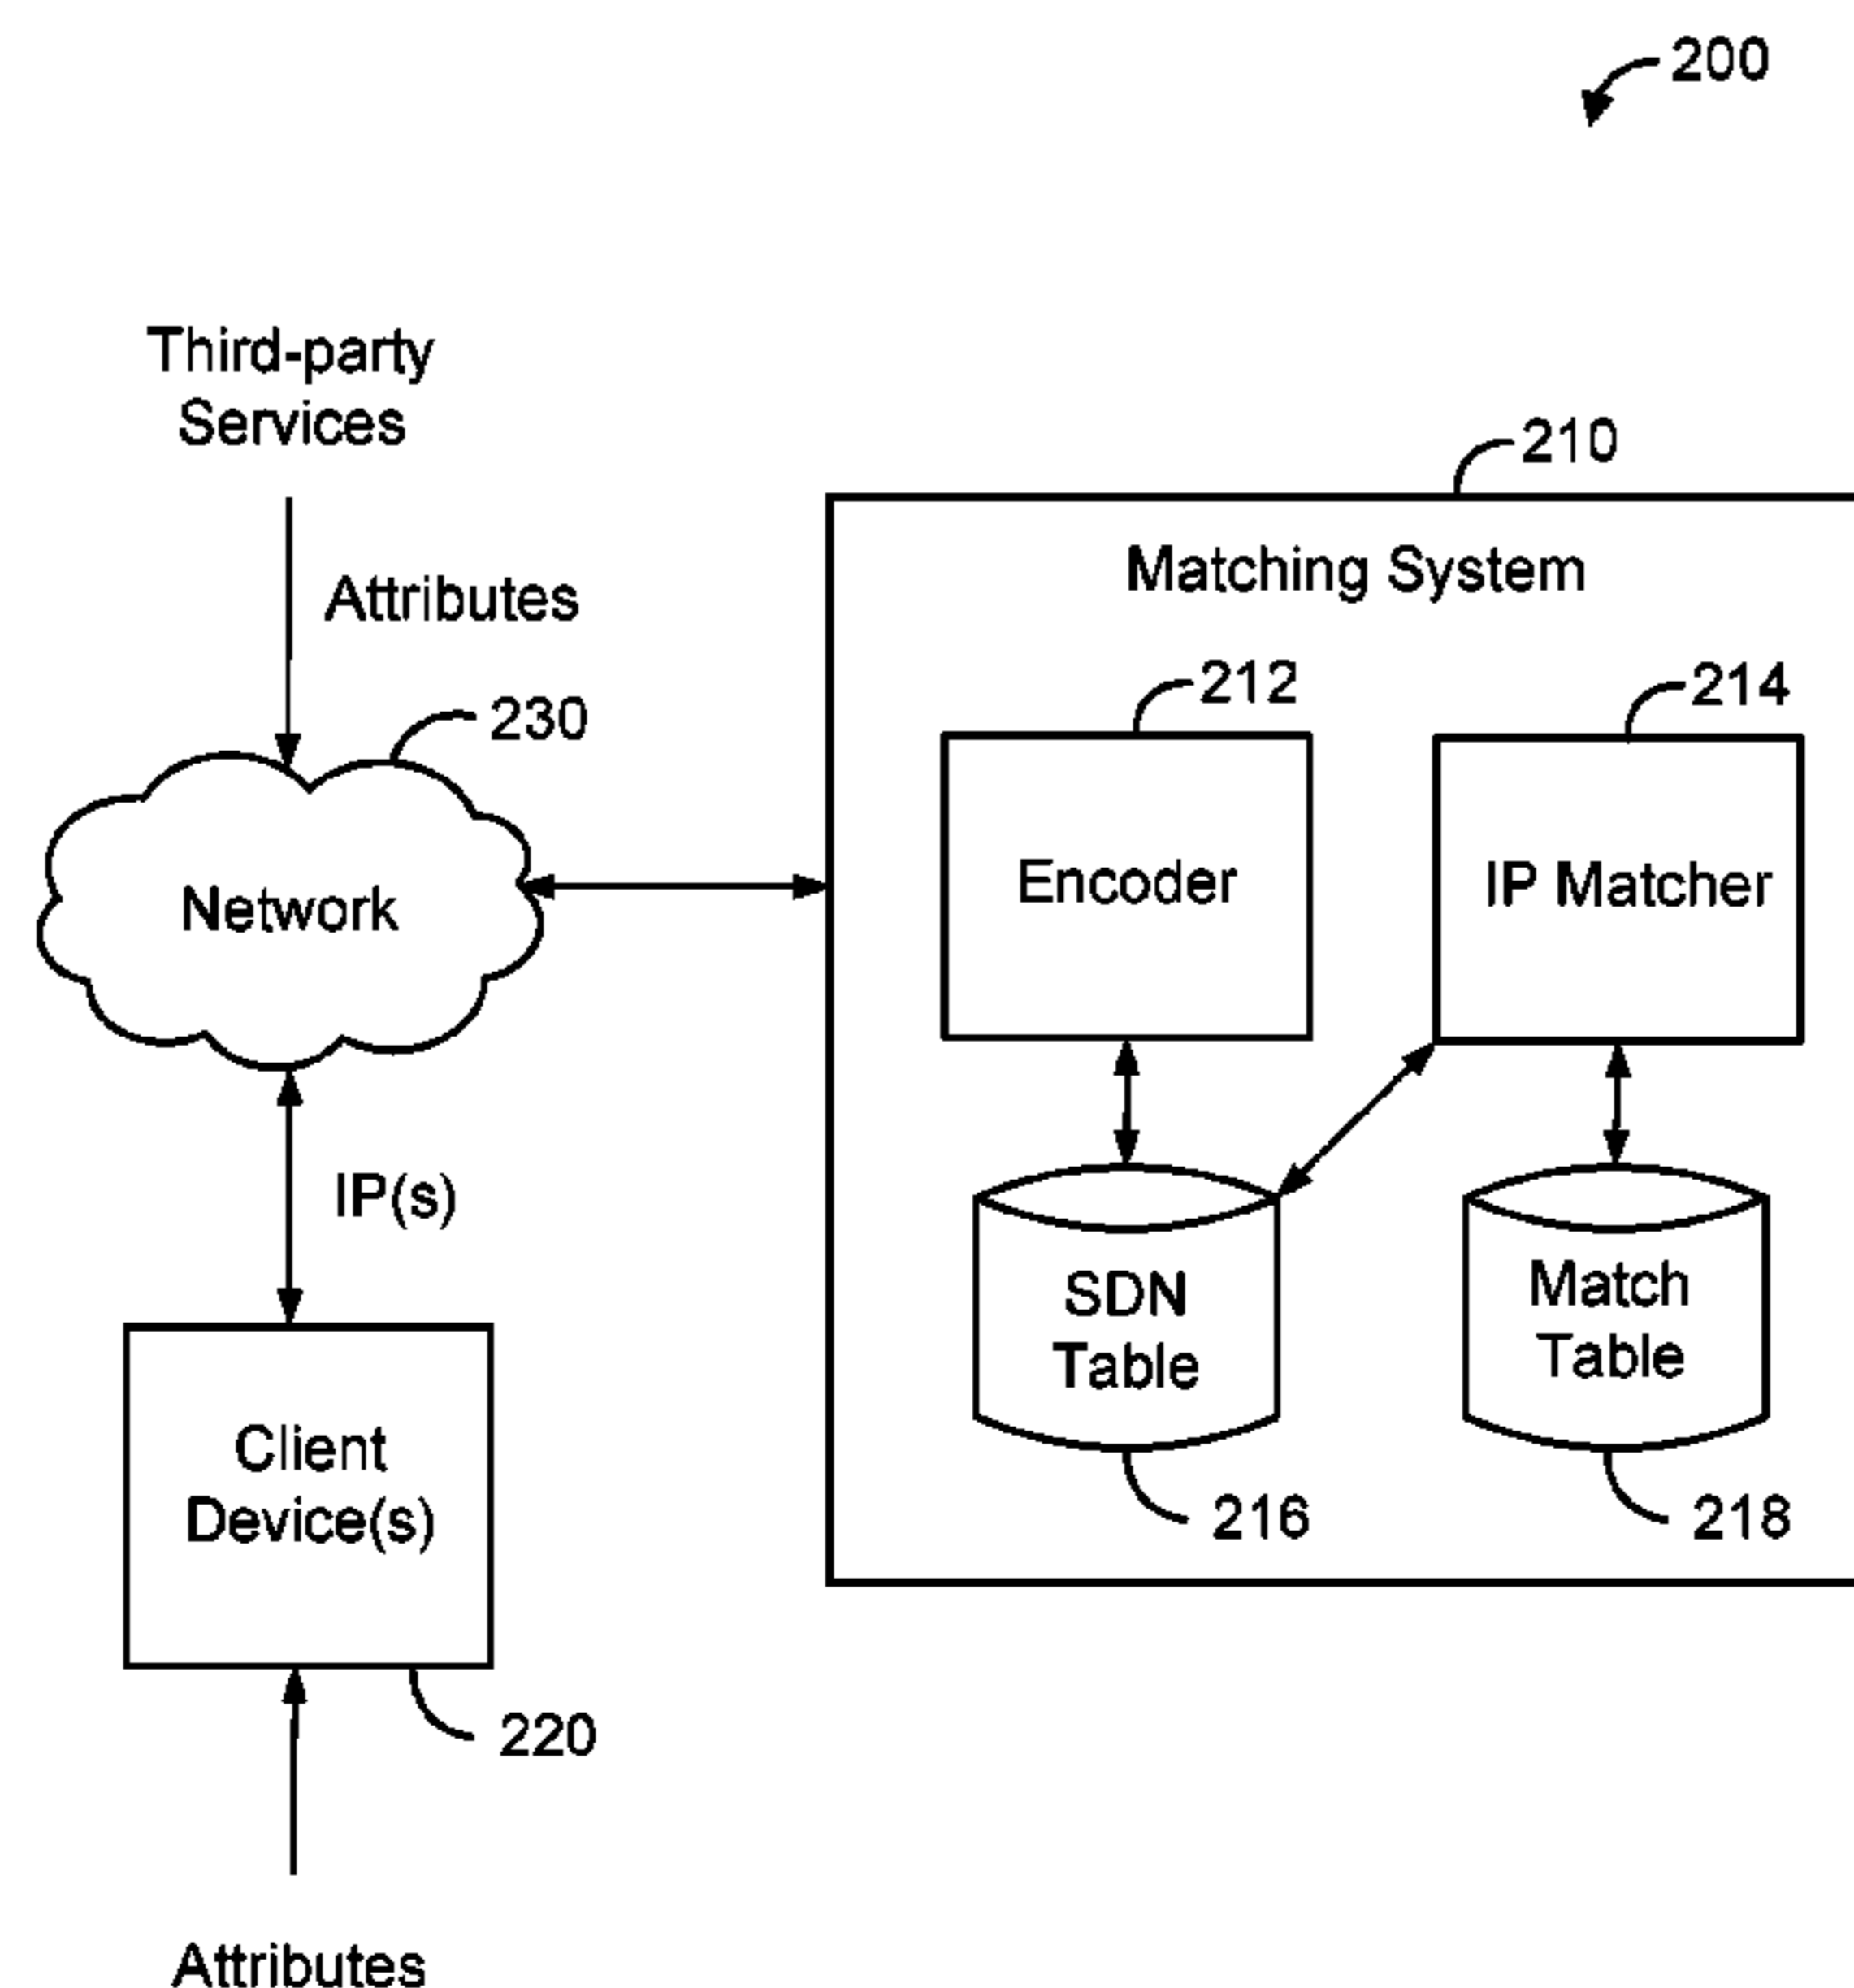 200
Third-party
Services
210
Matching System
Attributes
212
214
230
Encoder
IP Matcher
Network
IP(s)
SDN
Table
Match
Table
Client
Device(s)
216
218
220
Attributes